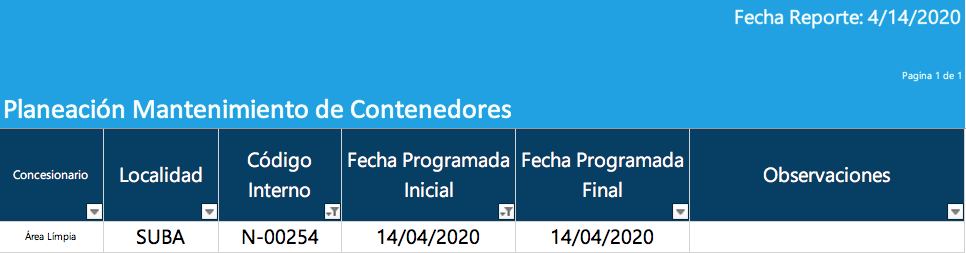 Fecha Reporte: 4/14/2020
Pagina 1 de 1
Planeación Mantenimiento de Contenedores
Concesionario Localidad Código Interno Fecha Programada Inicial Fecha Programada Final Observaciones
Área Límpia SUBA N-00254 14/04/2020 14/04/2020